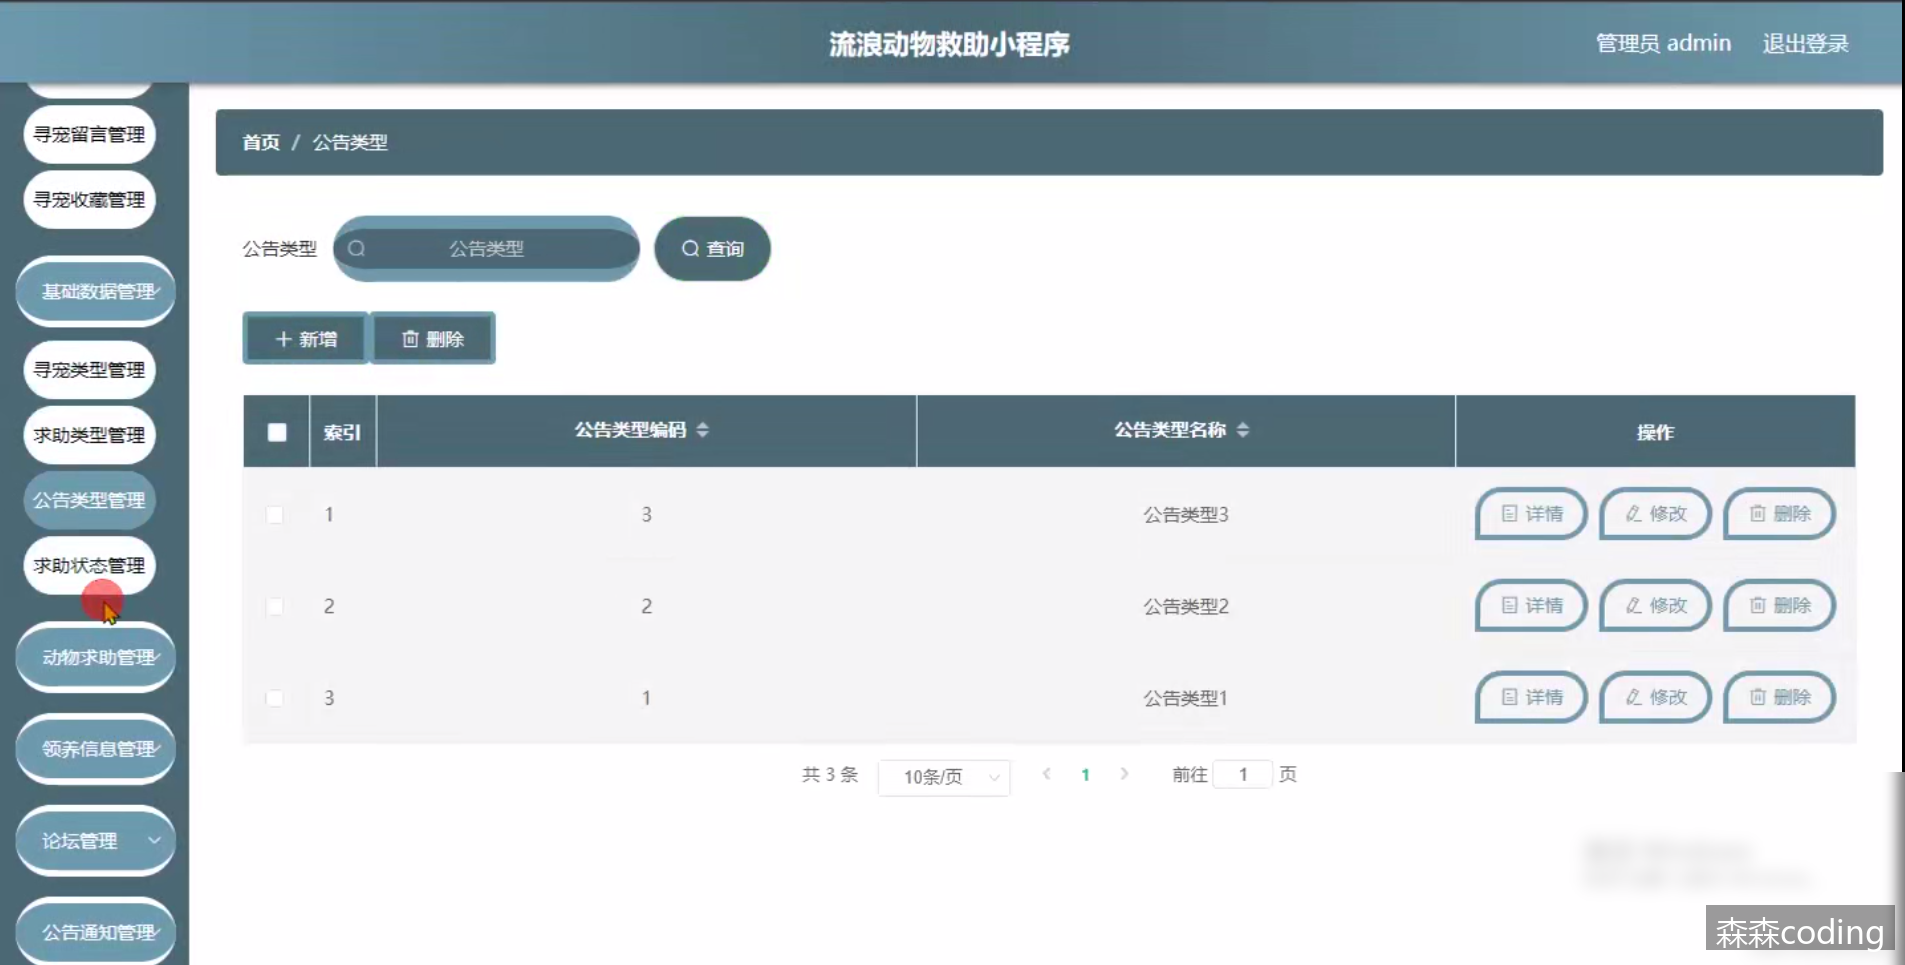 流浪动物救助小程序
管理员 admin
退出登录
寻宠留言管理
寻宠收藏管理
基础数据管理
寻宠类型管理
求助类型管理
公告类型管理
求助状态管理
动物求助管理
领养信息管理
论坛管理
公告通知管理
首页 / 公告类型
公告类型 公告类型 查询
新增 删除
索引 公告类型编码 公告类型名称 操作
1 3 公告类型3 详情 修改 删除
2 2 公告类型2 详情 修改 删除
3 1 公告类型1 详情 修改 删除
共 3 条 10条/页 1 前往 1 页
森森coding